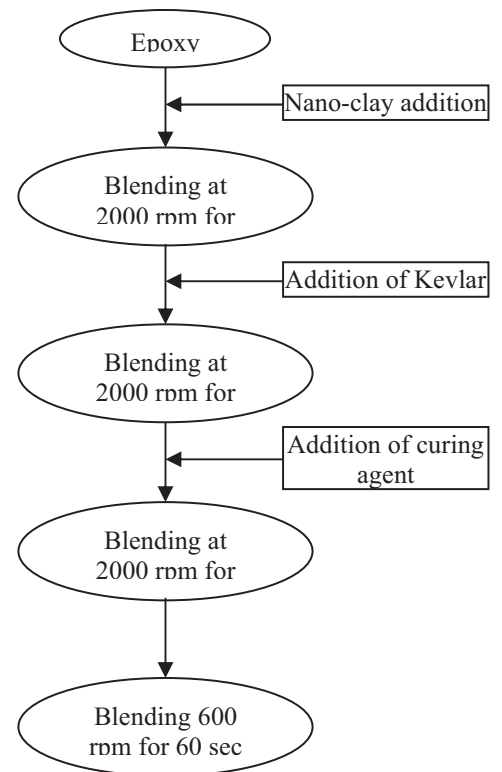 Epoxy
Nano-clay addition
Blending at
2000 rpm for
Addition of Kevlar
Blending at
2000 rpm for
Addition of curing
agent
Blending at
2000 rpm for
Blending 600
rpm for 60 sec